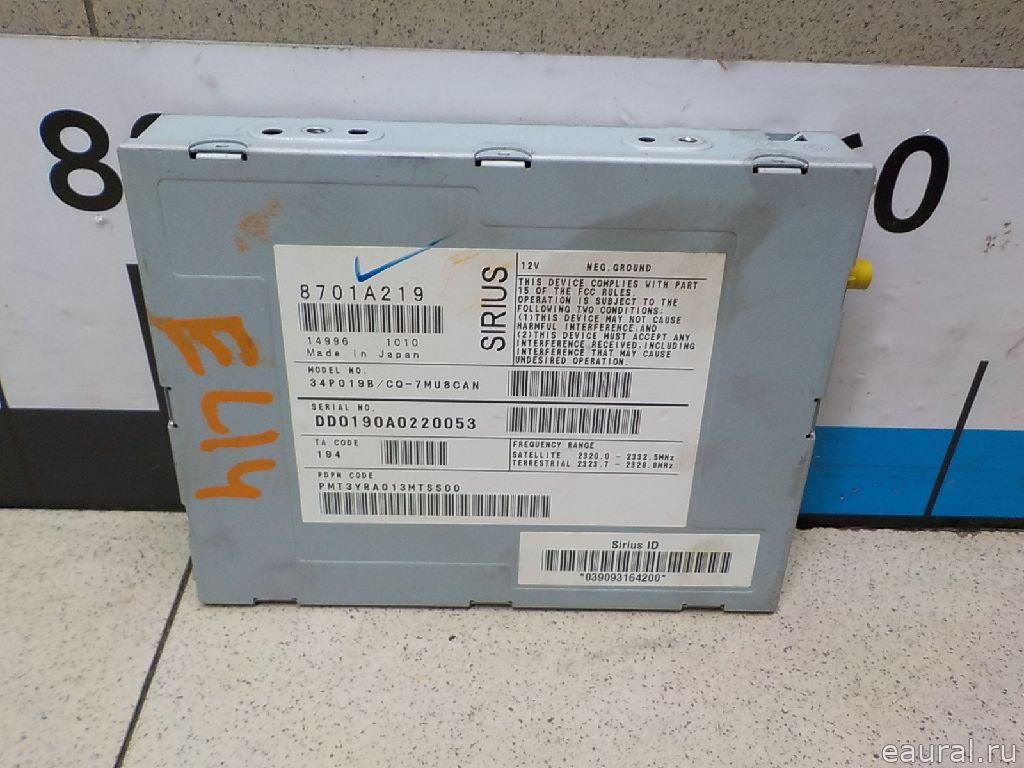 8
0
8701A219
14996 1010
Made in Japan
SIRIUS
12V NEG.GROUND
THIS DEVICE COMPLIES WITH PART
15 OF THE FCC RULES.
OPERATION IS SUBJECT TO THE
FOLLOWING TWO CONDITIONS:
(1)THIS DEVICE MAY NOT CAUSE
HARMFUL INTERFERENCE,AND
(2)THIS DEVICE MUST ACCEPT ANY
INTERFERENCE RECEIVED,INCLUDING
INTERFERENCE THAT MAY CAUSE
UNDESIRED OPERATION.
MODEL NO.
34P019B/CQ-7MU8CAN
SERIAL NO.
DD0190A0220053
TA CODE
194
FREQUENCY RANGE
SATELLITE 2320.0 - 2332.5MHz
TERRESTRIAL 2323.7 - 2328.8MHz
PDPN CODE
PMT3YRA013MTSS00
Sirius ID
*039093164200*
EL14
eaural.ru